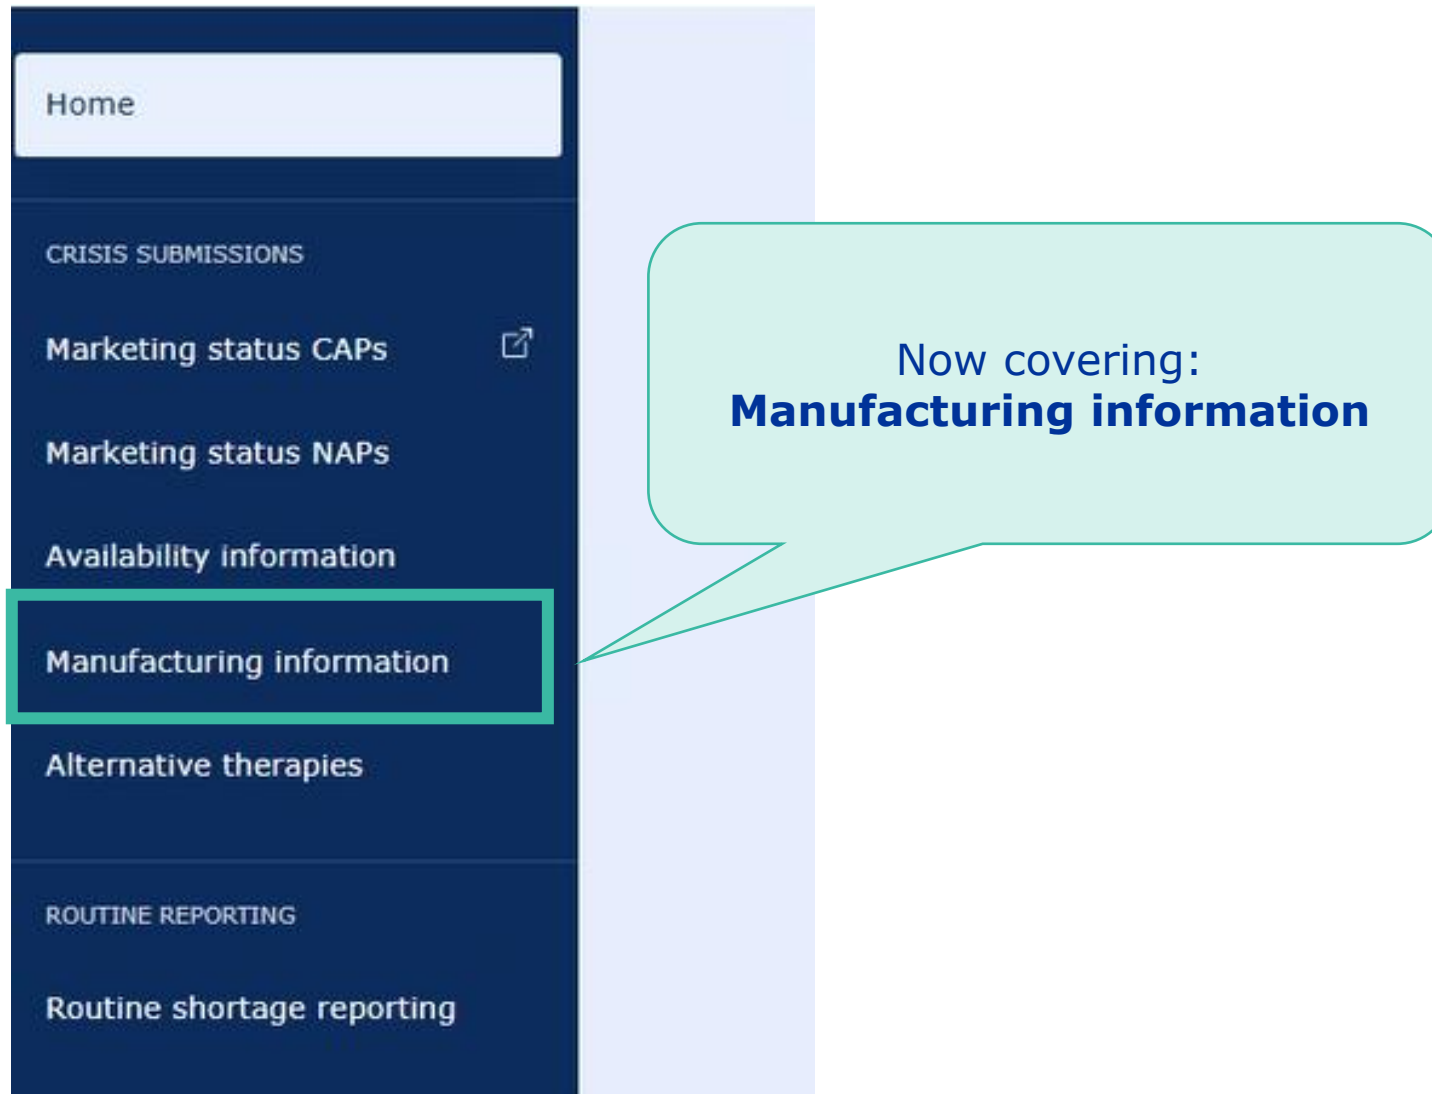 Home
CRISIS SUBMISSIONS
Marketing status CAPs
Marketing status NAPs
Availability information
Manufacturing information
Alternative therapies
ROUTINE REPORTING
Routine shortage reporting
Now covering:
Manufacturing information